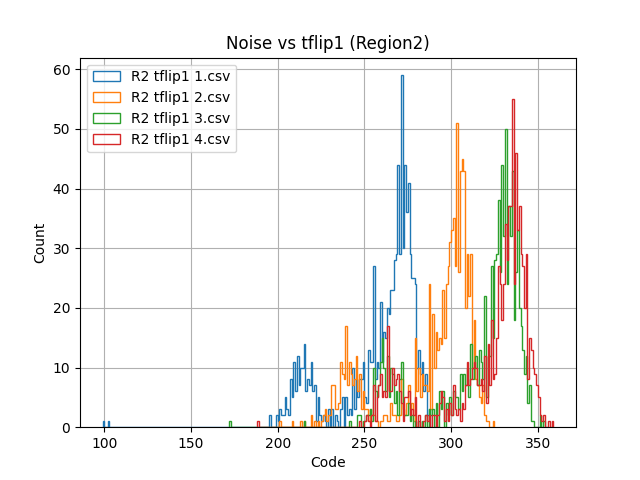 Noise vs tflip1 (Region2)
R2 tflip1 1.csv
R2 tflip1 2.csv
R2 tflip1 3.csv
R2 tflip1 4.csv
60
50
40
30
20
10
0
Count
100 150 200 250 300 350
Code